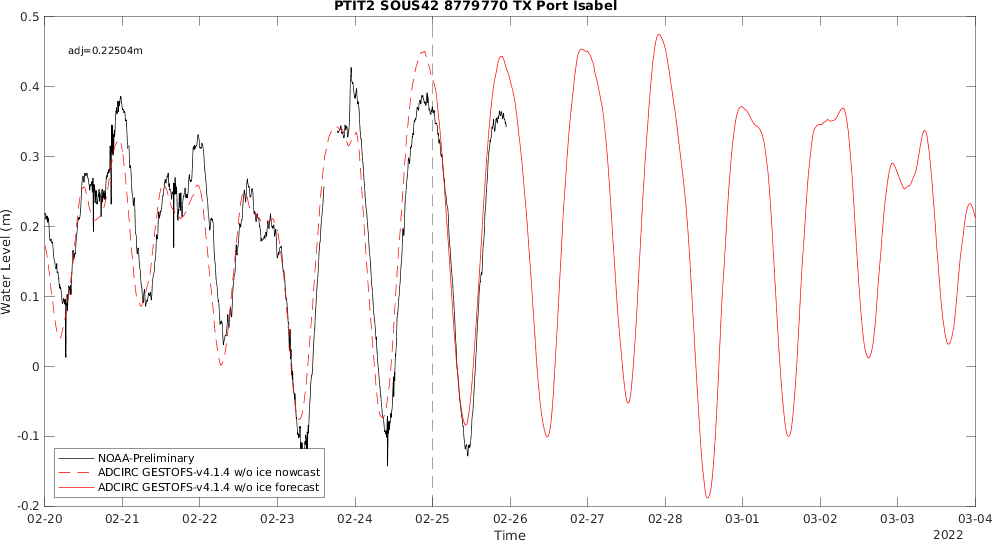 PTIT2 SOUS42 8779770 TX Port Isabel
adj=0.22504m
0.5
0.4
0.3
0.2
0.1
0
-0.1
-0.2
Water Level (m)
NOAA-Preliminary
ADCIRC GESTOFS-v4.1.4 w/o ice nowcast
ADCIRC GESTOFS-v4.1.4 w/o ice forecast
02-20 02-21 02-22 02-23 02-24 02-25 02-26 02-27 02-28 03-01 03-02 03-03 03-04
Time
2022